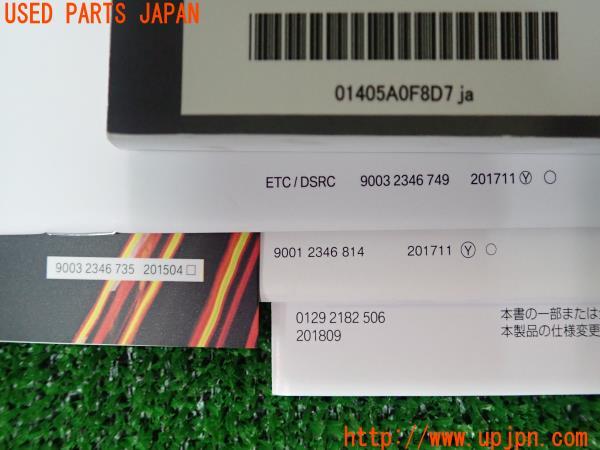 USED PARTS JAPAN
01405A0F8D7 ja
ETC/DSRC 9003 2346 749 201711 Ⓨ ○
9003 2346 735 201504 □
9001 2346 814 201711 Ⓨ ○
0129 2182 506
201809
本書の一部または
本製品の仕様変更
http://www.upjpn.com/